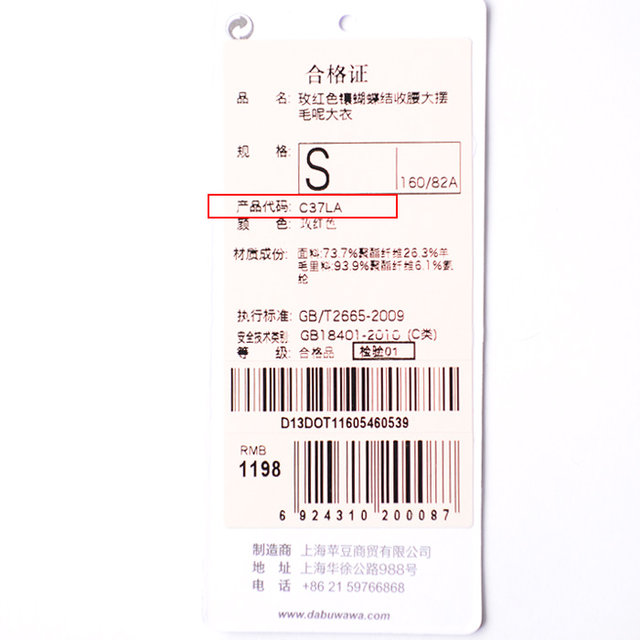 合格证
品 名: 玫红色镶蝴蝶结收腰大摆
毛呢大衣
规 格: S 160/82A
产品代码: C37LA
颜 色: 玫红色
材质成份: 面料:73.7%聚酯纤维26.3%羊
毛里料:93.9%聚酯纤维6.1%氨
纶
执行标准: GB/T2665-2009
安全技术类别: GB18401-2010 (C类)
等 级: 合格品 检验01
D13DOT11605460539
RMB
1198
6 924310 200087
制造商 上海苹豆商贸有限公司
地 址 上海华徐公路988号
电 话 +86 21 59766868
www.dabuwawa.com